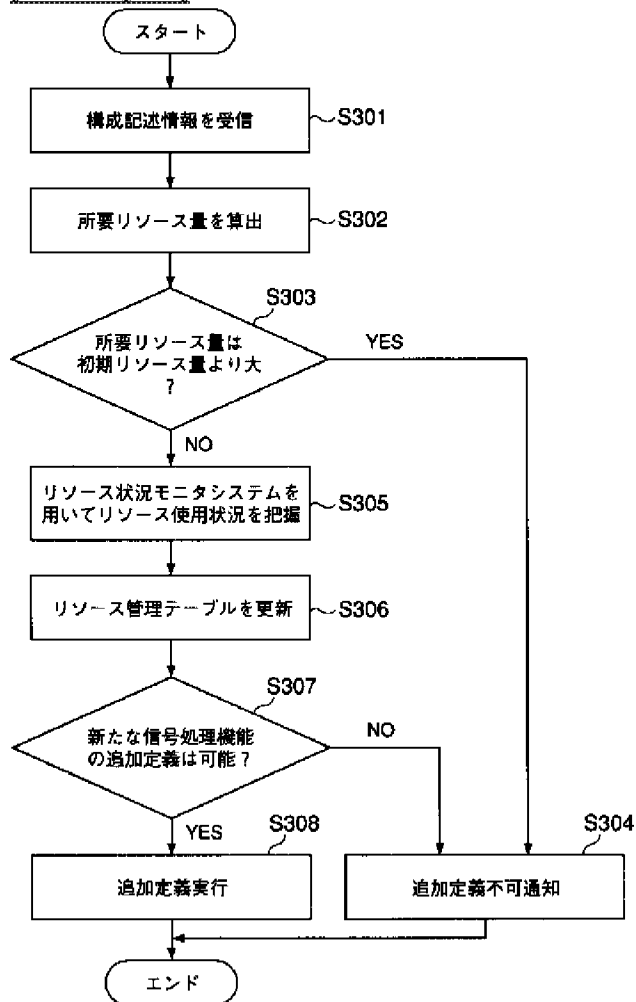 スタート
構成記述情報を受信
S301
所要リソース量を算出
S302
S303
所要リソース量は
初期リソース量より大
?
YES
NO
リソース状況モニタシステムを
用いてリソース使用状況を把握
S305
リソース管理テーブルを更新
S306
S307
新たな信号処理機能
の追加定義は可能?
NO
YES
S308
S304
追加定義実行
追加定義不可通知
エンド